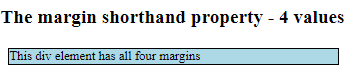 The margin shorthand property - 4 values
This div element has all four margins